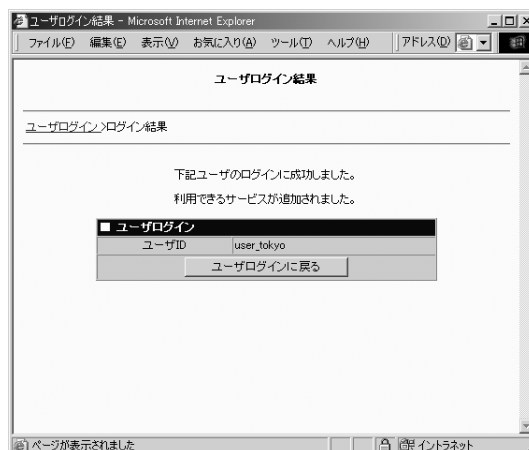 ユーザログイン結果 - Microsoft Internet Explorer
ファイル(F) 編集(E) 表示(V) お気に入り(A) ツール(T) ヘルプ(H) アドレス(D)
ユーザログイン結果
ユーザログイン>ログイン結果
下記ユーザのログインに成功しました。
利用できるサービスが追加されました。
■ ユーザログイン
ユーザID user_tokyo
ユーザログインに戻る
ページが表示されました イントラネット